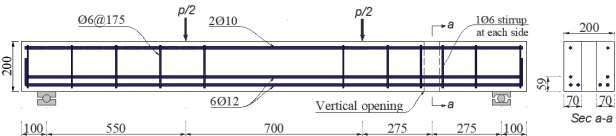 p/2
p/2
a
Ø6@175
2Ø10
1Ø6 stirrup
at each side
200
200
59
6Ø12
Vertical opening
a
70
70
Sec a-a
100
550
700
275
275
100